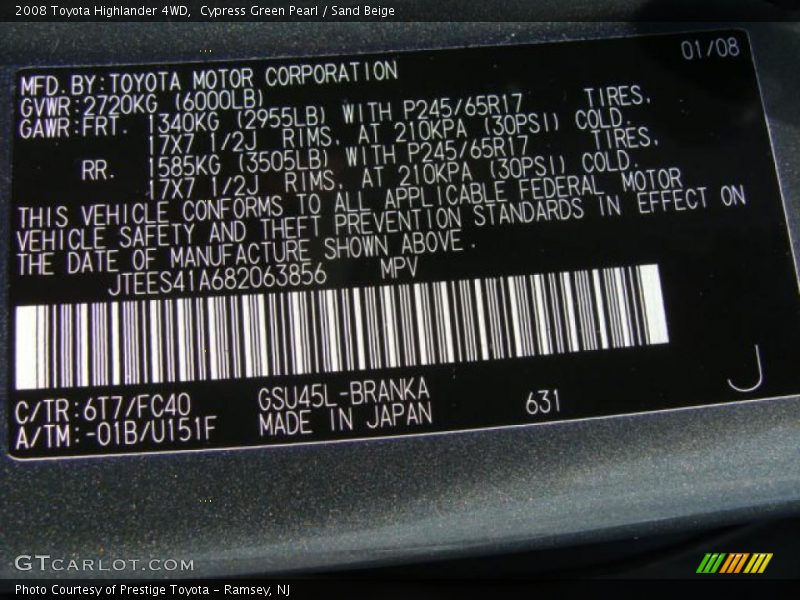 2008 Toyota Highlander 4WD, Cypress Green Pearl / Sand Beige
01/08
MFD.BY:TOYOTA MOTOR CORPORATION
GVWR:2720KG (6000LB)
GAWR:FRT. 1340KG (2955LB) WITH P245/65R17 TIRES,
17X7 1/2J RIMS, AT 210KPA (30PSI) COLD.
RR. 1585KG (3505LB) WITH P245/65R17 TIRES,
17X7 1/2J RIMS, AT 210KPA (30PSI) COLD.
THIS VEHICLE CONFORMS TO ALL APPLICABLE FEDERAL MOTOR
VEHICLE SAFETY AND THEFT PREVENTION STANDARDS IN EFFECT ON
THE DATE OF MANUFACTURE SHOWN ABOVE.
JTEES41A682063856 MPV
C/TR:6T7/FC40 GSU45L-BRANKA 631
A/TM:-01B/U151F MADE IN JAPAN
J
GTCARLOT.COM
Photo Courtesy of Prestige Toyota - Ramsey, NJ